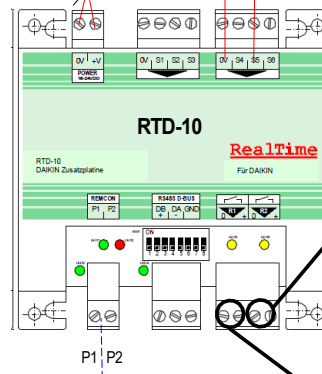 0V +V
POWER
0V S1 S2 S3
0V S4 S5 S6
RTD-10
RealTime
RTD-10
DAIKIN Zusatzplatine
Für DAIKIN
REMCON
P1 P2
RS485 D-BUS
DB DA GND
+ -
R1 R2
ON
1 2 3 4 5 6 7 8
P1 P2